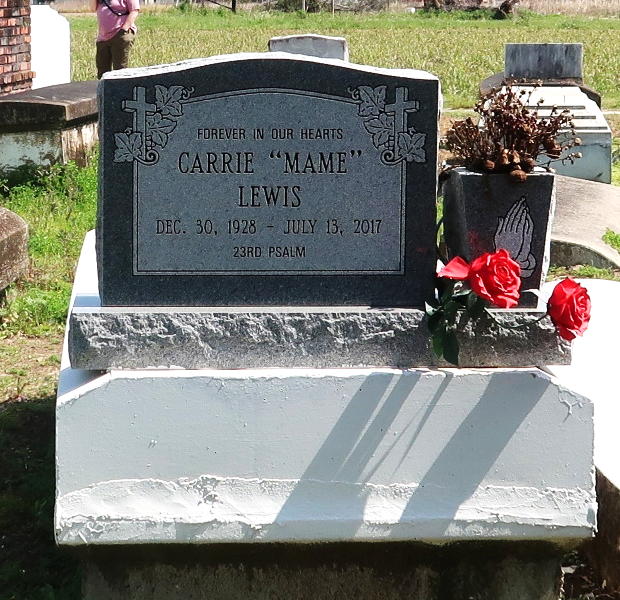 FOREVER IN OUR HEARTS
CARRIE "MAME"
LEWIS
DEC. 30, 1928 - JULY 13, 2017
23RD PSALM